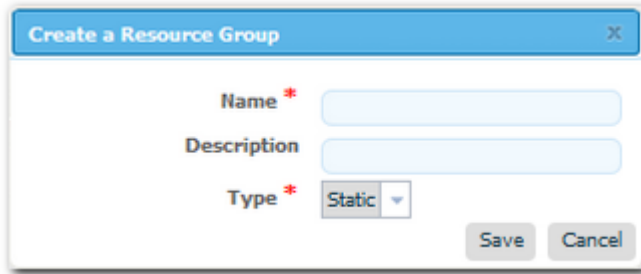 Create a Resource Group x
Name *
Description
Type * Static
Save Cancel